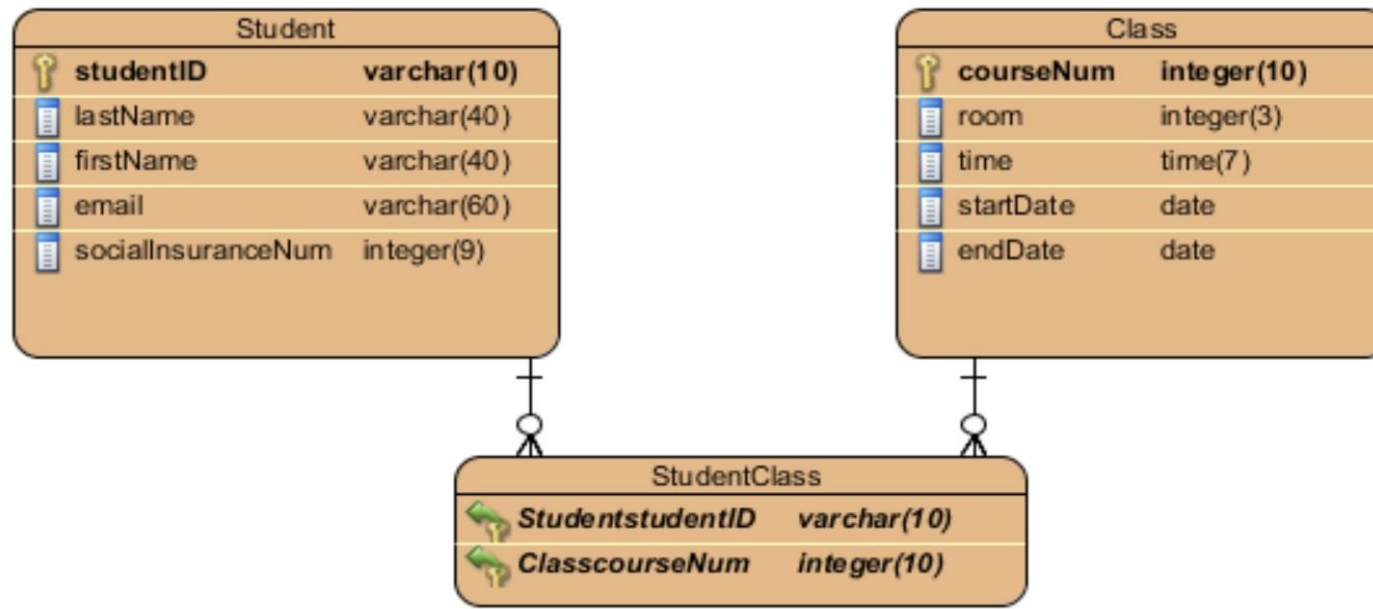 Student
studentID varchar(10)
lastName varchar(40)
firstName varchar(40)
email varchar(60)
socialInsuranceNum integer(9)
Class
courseNum integer(10)
room integer(3)
time time(7)
startDate date
endDate date
StudentClass
StudentstudentID varchar(10)
ClasscourseNum integer(10)